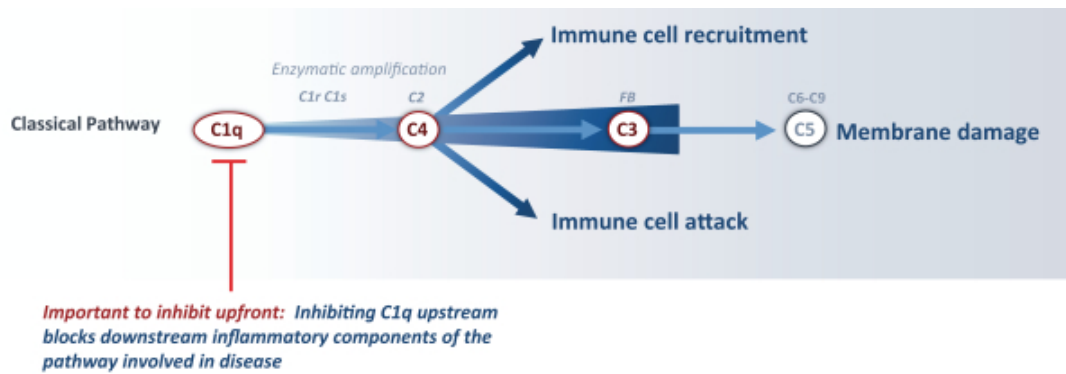 Immune cell recruitment
Enzymatic amplification
C1r C1s
C2
FB
C6-C9
Classical Pathway
C1q
C4
C3
C5
Membrane damage
Immune cell attack
Important to inhibit upfront: Inhibiting C1q upstream
blocks downstream inflammatory components of the
pathway involved in disease